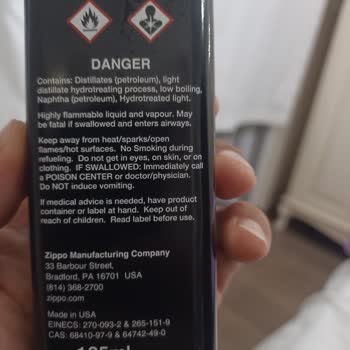 DANGER
Contains: Distillates (petroleum), light
distillate hydrotreating process, low boiling,
Naphtha (petroleum), Hydrotreated light.
Highly flammable liquid and vapour. May
be fatal if swallowed and enters airways.
Keep away from heat/sparks/open
flames/hot surfaces. No Smoking during
refueling. Do not get in eyes, on skin, or on
clothing. IF SWALLOWED: Immediately call
a POISON CENTER or doctor/physician.
Do NOT induce vomiting.
If medical advice is needed, have product
container or label at hand. Keep out of
reach of children. Read label before use.
Zippo Manufacturing Company
33 Barbour Street,
Bradford, PA 16701 USA
(814) 368-2700
zippo.com
Made in USA
EINECS: 270-093-2 & 265-151-9
CAS: 68410-97-9 & 64742-49-0